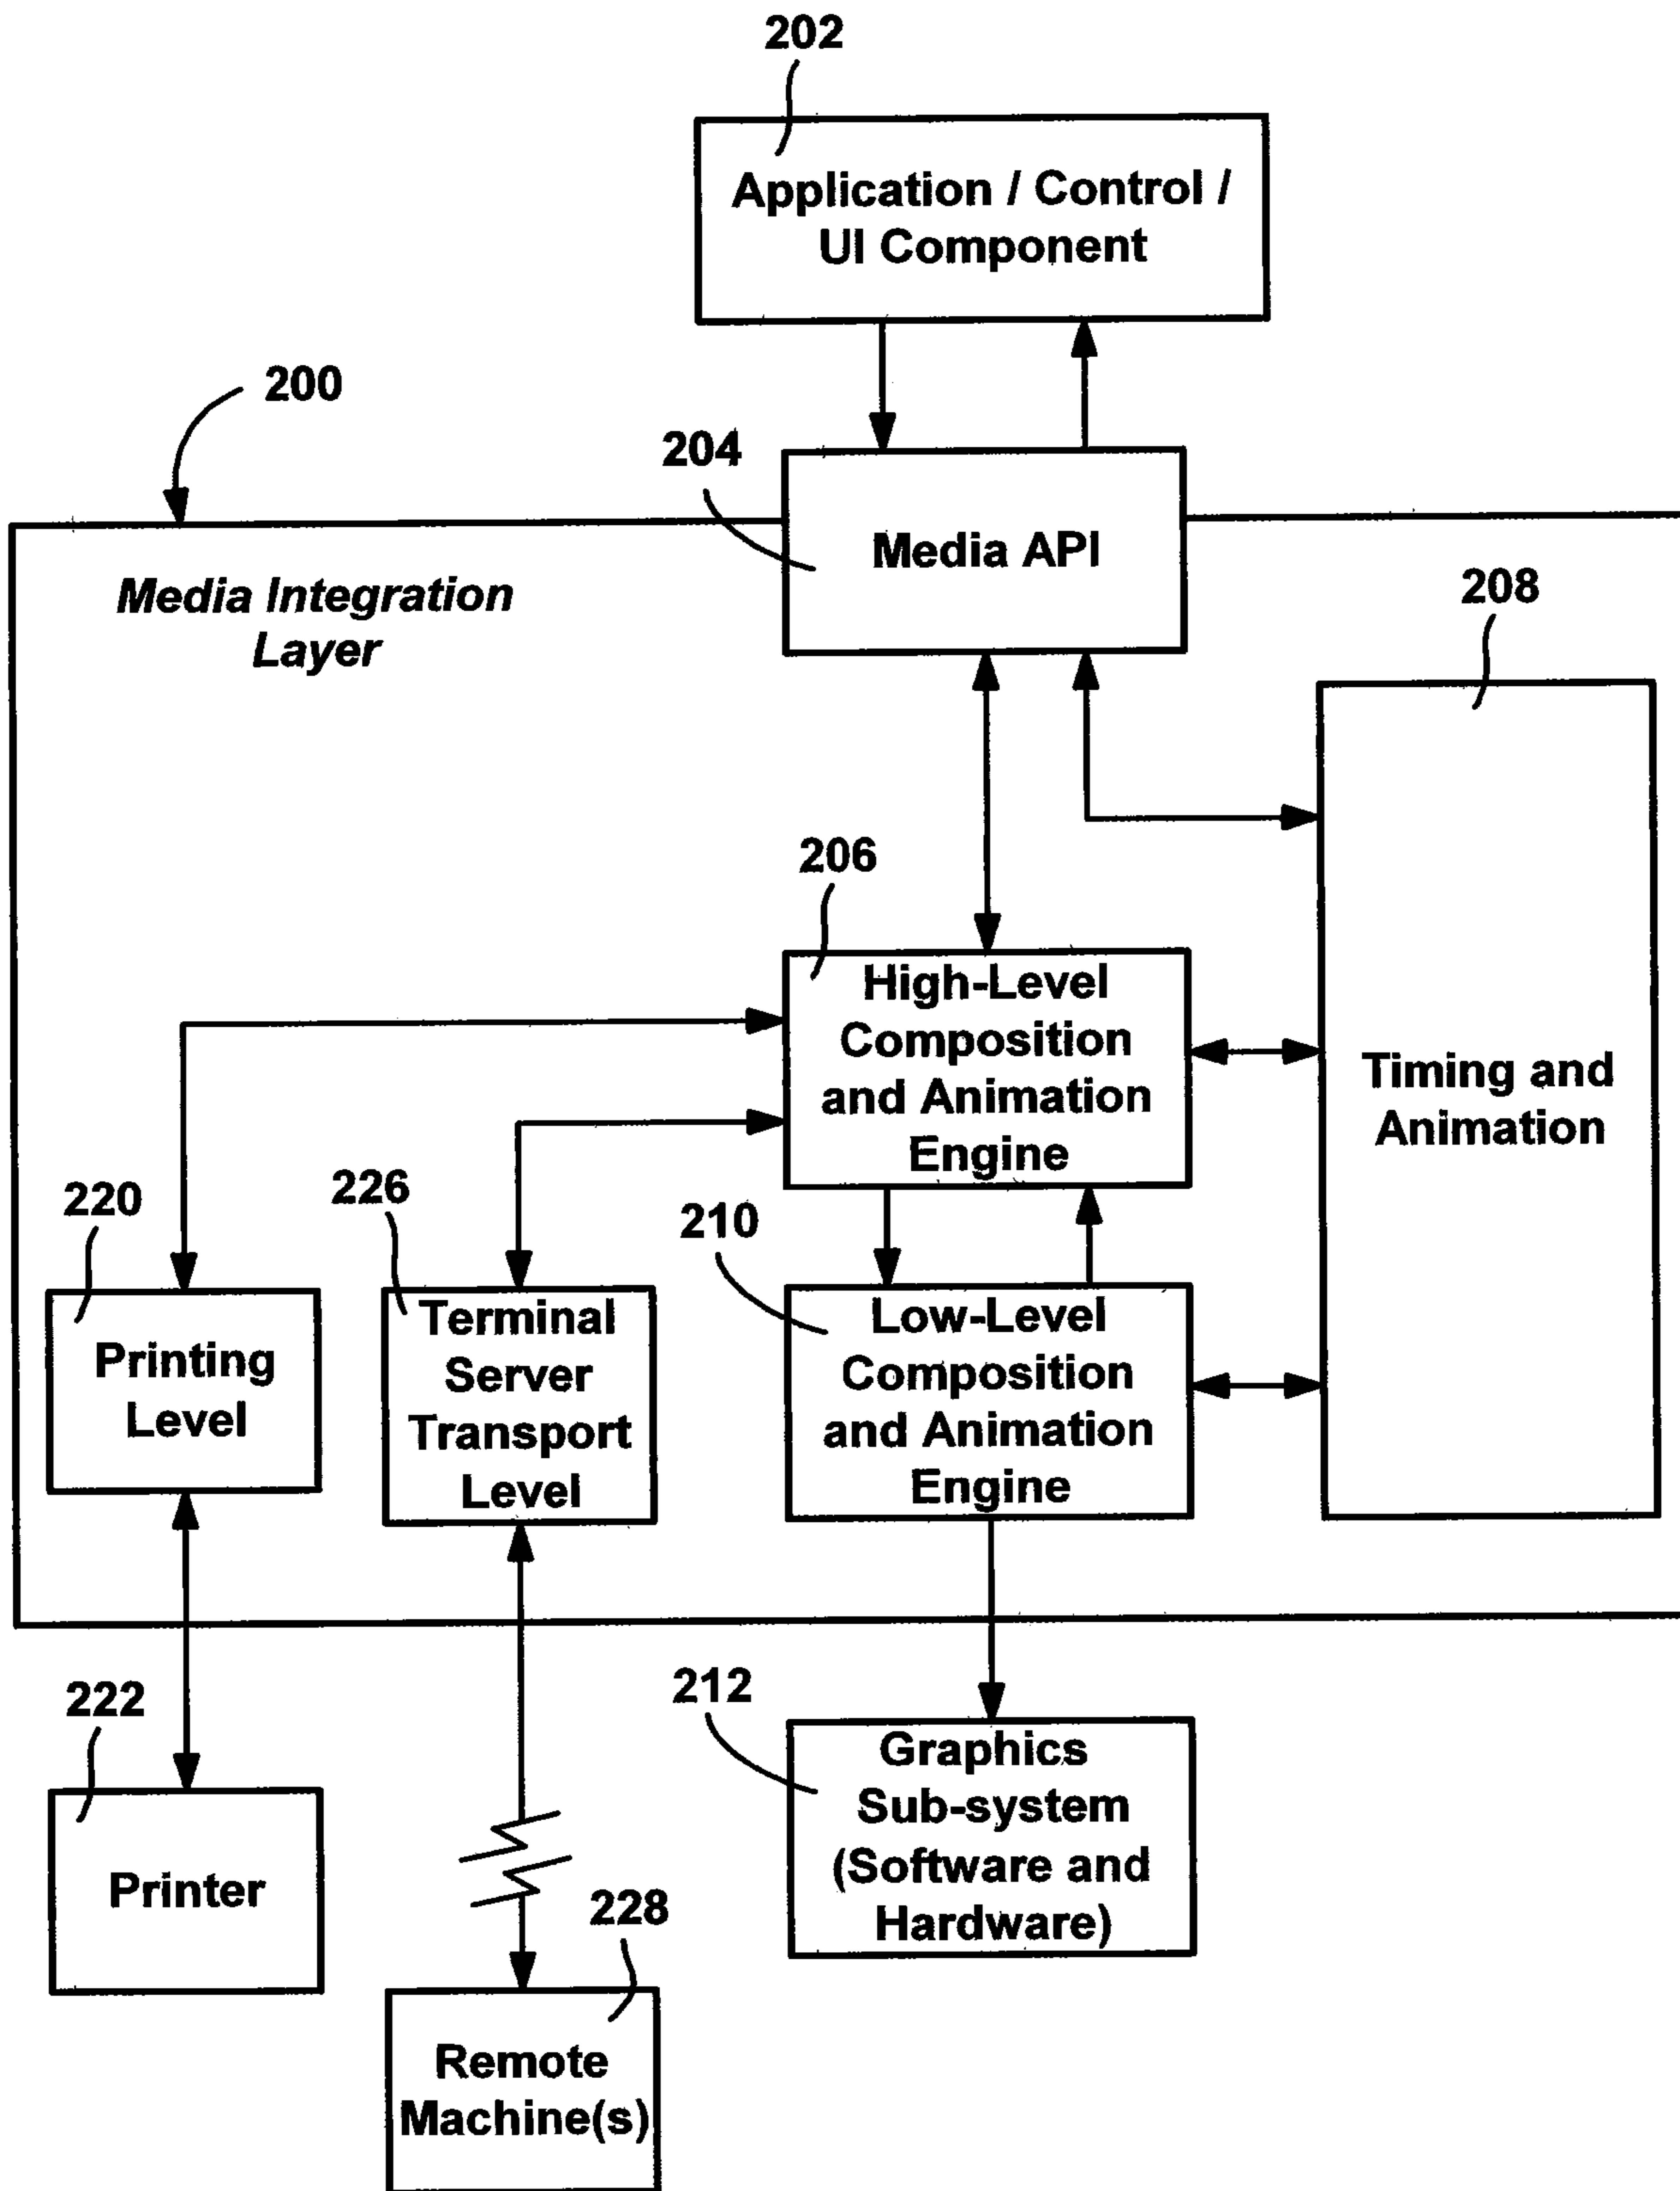 202
Application / Control /
UI Component
200
204
Media API
Media Integration
Layer
208
206
High-Level
Composition
and Animation
Engine
Timing and
Animation
220
226
210
Printing
Level
Terminal
Server
Transport
Level
Low-Level
Composition
and Animation
Engine
222
212
Printer
Graphics
Sub-system
(Software and
Hardware)
228
Remote
Machine(s)